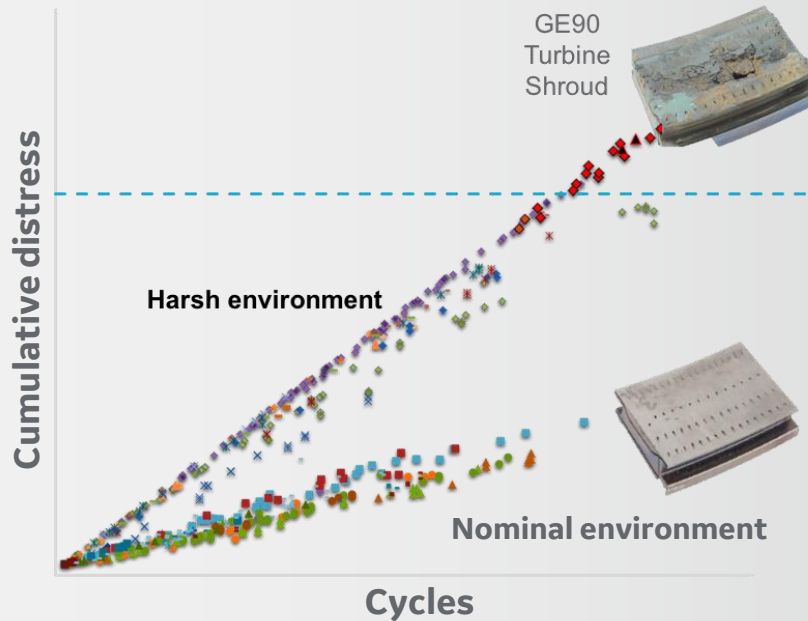 GE90
Turbine
Shroud
Cumulative distress
Harsh environment
Nominal environment
Cycles